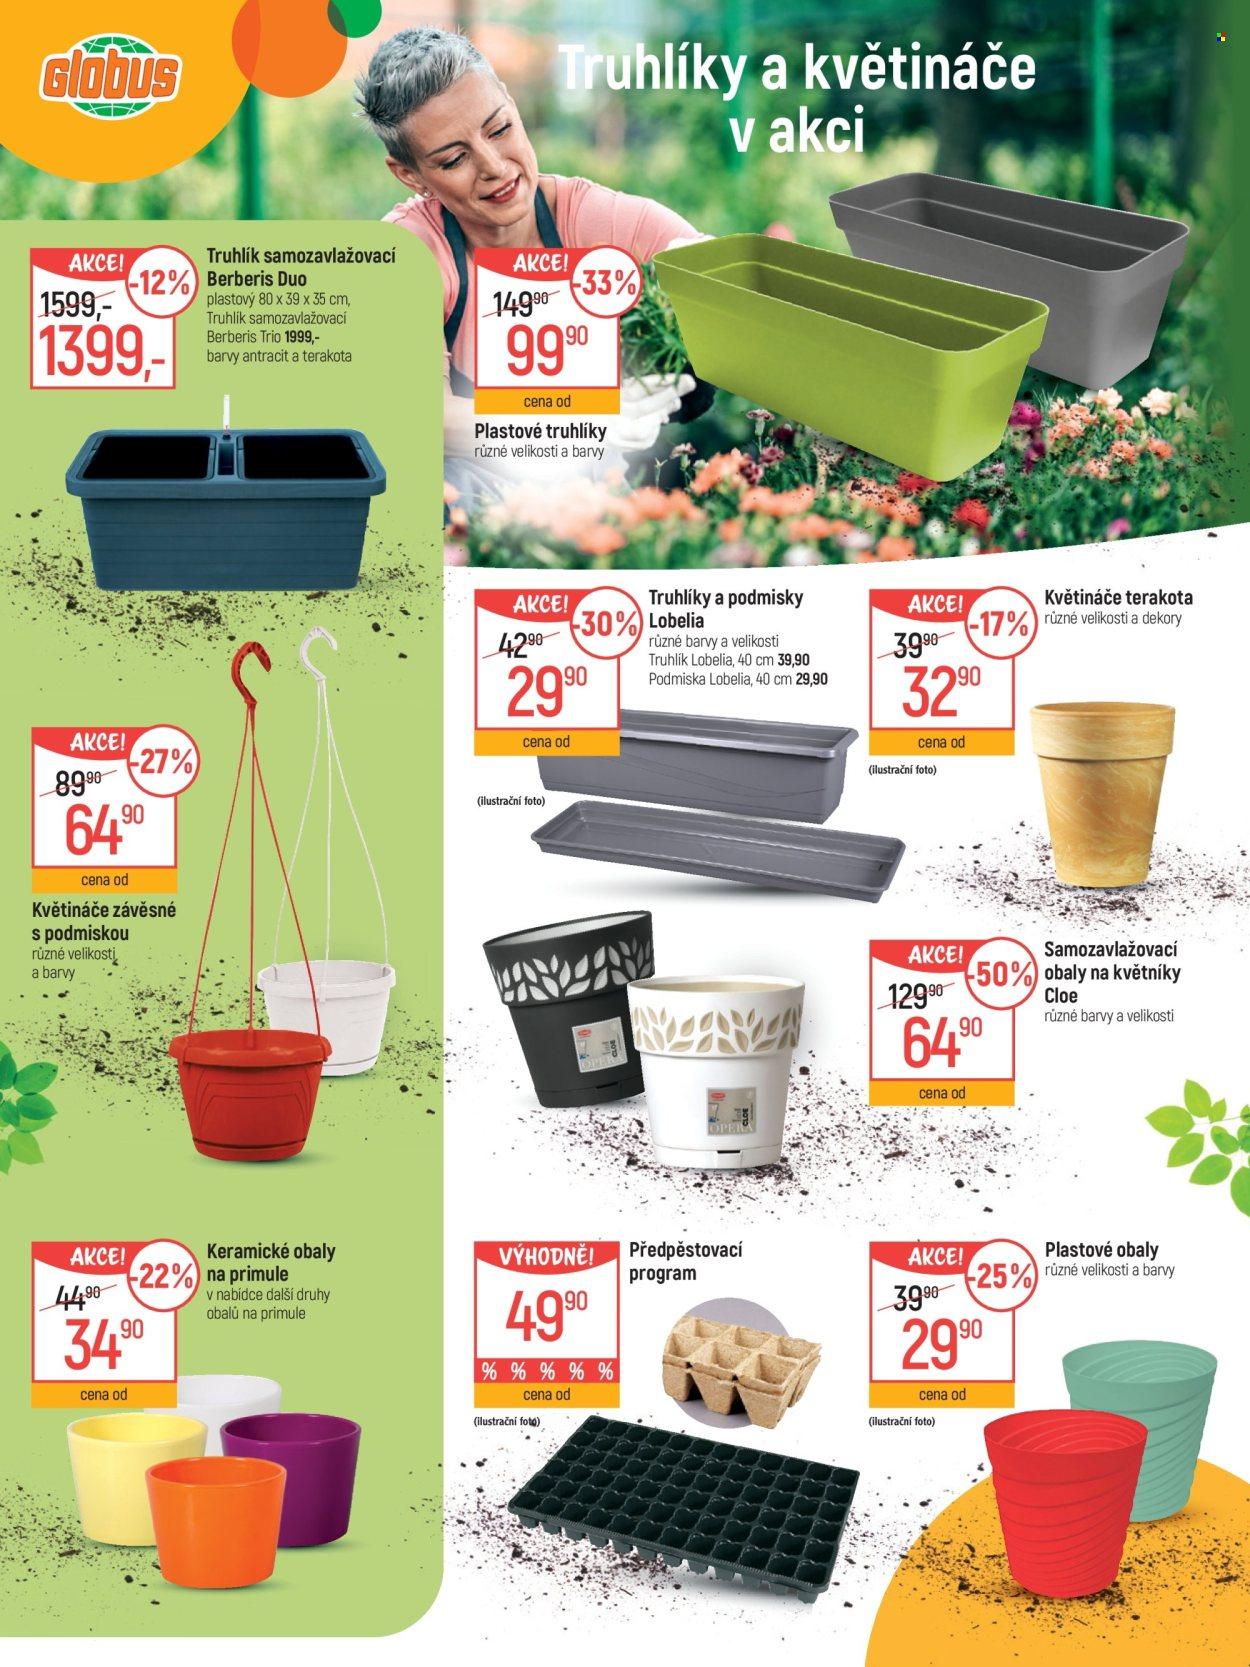 GLOBUS
Truhlíky a květináče
v akci
AKCE!
-12%
1599,-
1399,-
Truhlík samozavlažovací
Berberis Duo
plastový 80 x 39 x 35 cm,
Truhlík samozavlažovací
Berberis Trio 1999,-
barvy antracit a terakota
AKCE!
-33%
149 90
99 90
cena od
Plastové truhlíky
různé velikosti a barvy
AKCE!
-30%
42 90
29 90
cena od
(ilustrační foto)
Truhlíky a podmisky
Lobelia
různé barvy a velikosti
Truhlík Lobelia, 40 cm 39,90
Podmiska Lobelia, 40 cm 29,90
AKCE!
-17%
39 90
32 90
cena od
(ilustrační foto)
Květináče terakota
různé velikosti a dekory
AKCE!
-27%
89 90
64 90
cena od
Květináče závěsné
s podmiskou
různé velikosti
a barvy
AKCE!
-50%
129 90
64 90
cena od
Samozavlažovací
obaly na květníky
Cloe
různé barvy a velikosti
CLOE
OPERA
CLOE
OPERA
AKCE!
-22%
44 90
34 90
cena od
Keramické obaly
na primule
v nabídce další druhy
obalů na primule
VÝHODNĚ!
49 90
% % % % %
cena od
(ilustrační foto)
Předpěstovací
program
AKCE!
-25%
39 90
29 90
cena od
(ilustrační foto)
Plastové obaly
různé velikosti a barvy